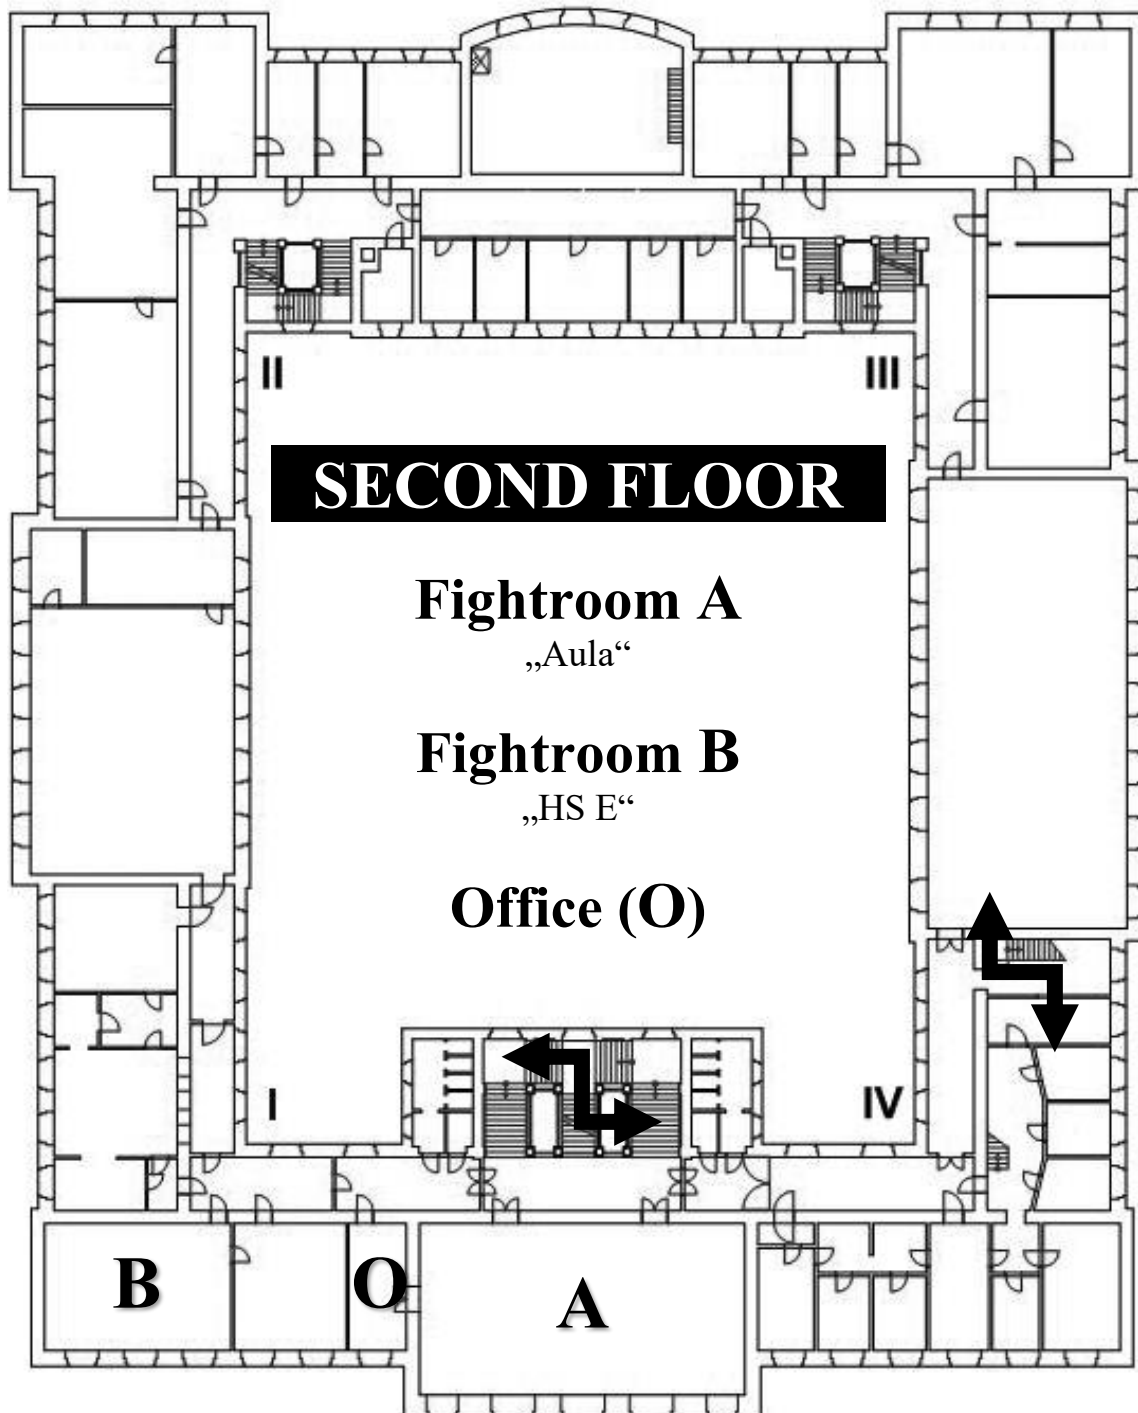 II
III
SECOND FLOOR
Fightroom A
„Aula“
Fightroom B
„HS E“
Office (O)
I
IV
B
O
A